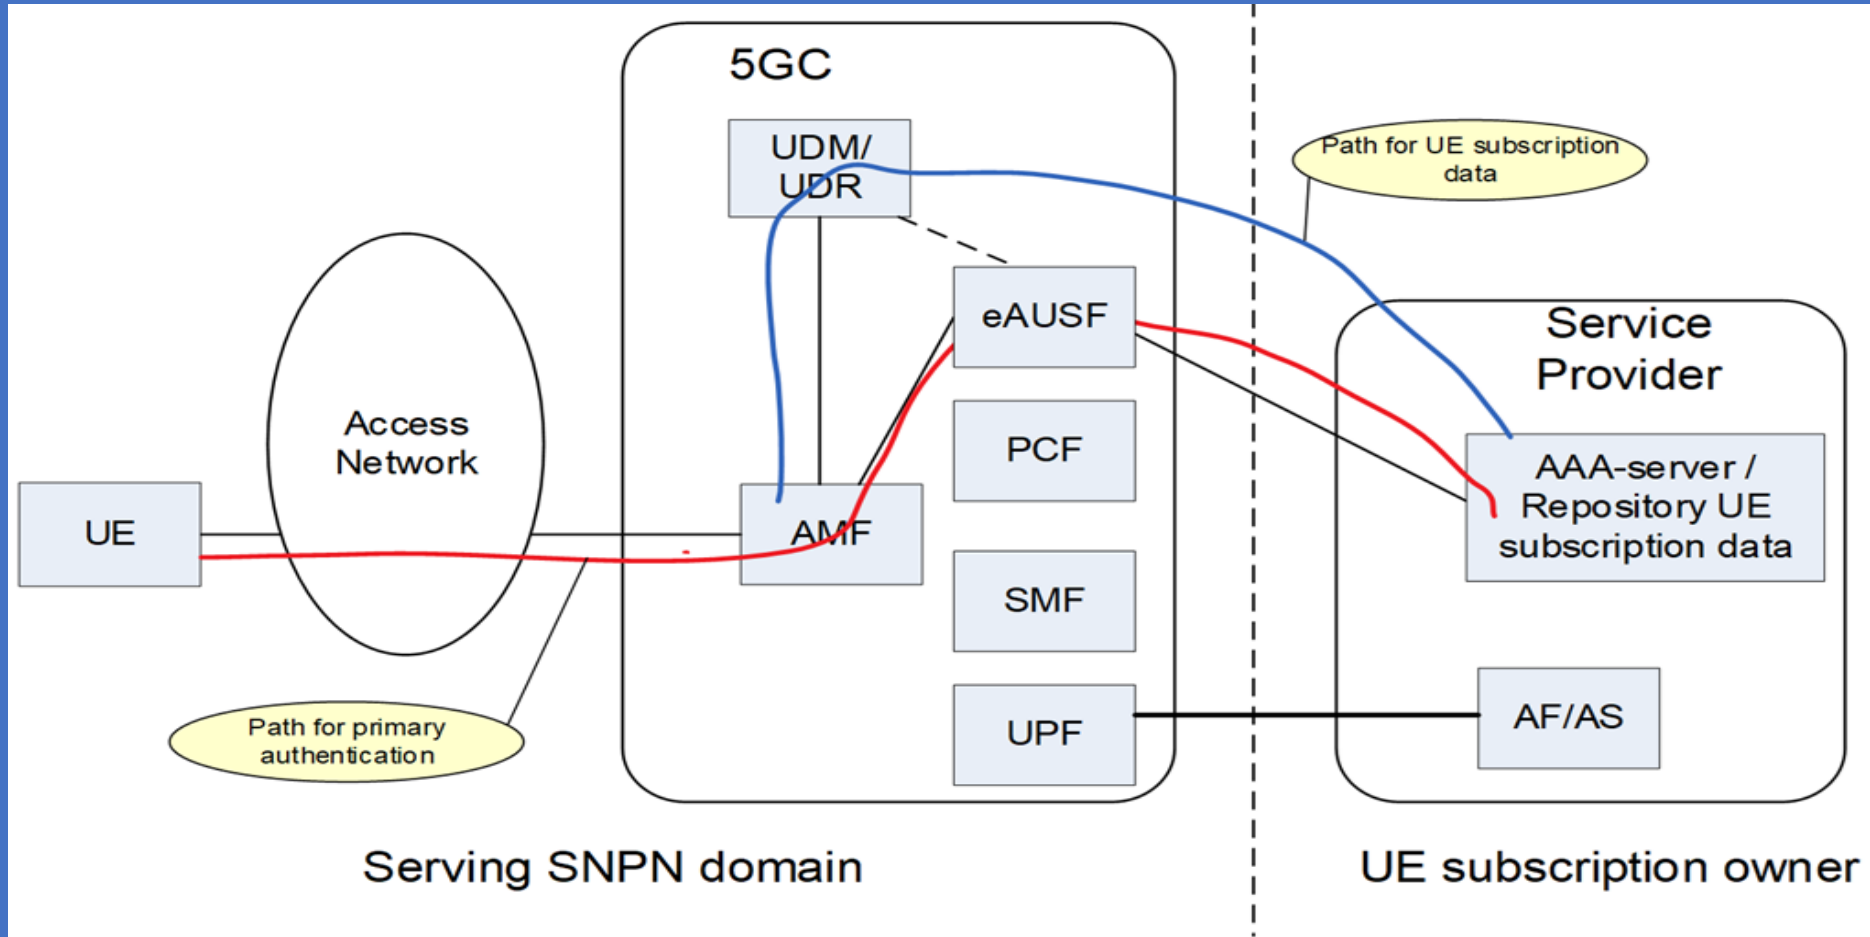 5GC
UDM/
UDR
Path for UE subscription
data
eAUSF
Service
Provider
Access
Network
PCF
AAA-server /
Repository UE
subscription data
UE
AMF
SMF
Path for primary
authentication
UPF
AF/AS
Serving SNPN domain
UE subscription owner